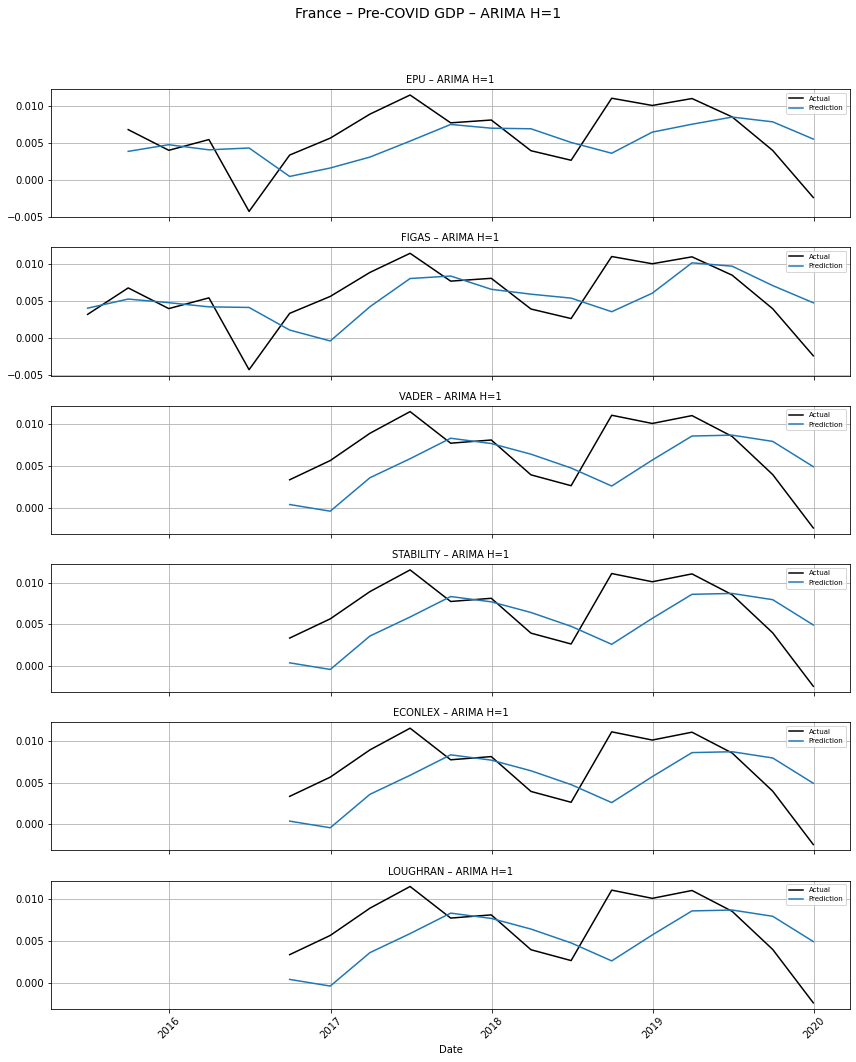 France – Pre-COVID GDP – ARIMA H=1
EPU – ARIMA H=1
Actual
Prediction
0.010
0.005
0.000
−0.005
FIGAS – ARIMA H=1
Actual
Prediction
0.010
0.005
0.000
−0.005
VADER – ARIMA H=1
Actual
Prediction
0.010
0.005
0.000
STABILITY – ARIMA H=1
Actual
Prediction
0.010
0.005
0.000
ECONLEX – ARIMA H=1
Actual
Prediction
0.010
0.005
0.000
LOUGHRAN – ARIMA H=1
Actual
Prediction
0.010
0.005
0.000
2016
2017
2018
2019
2020
Date